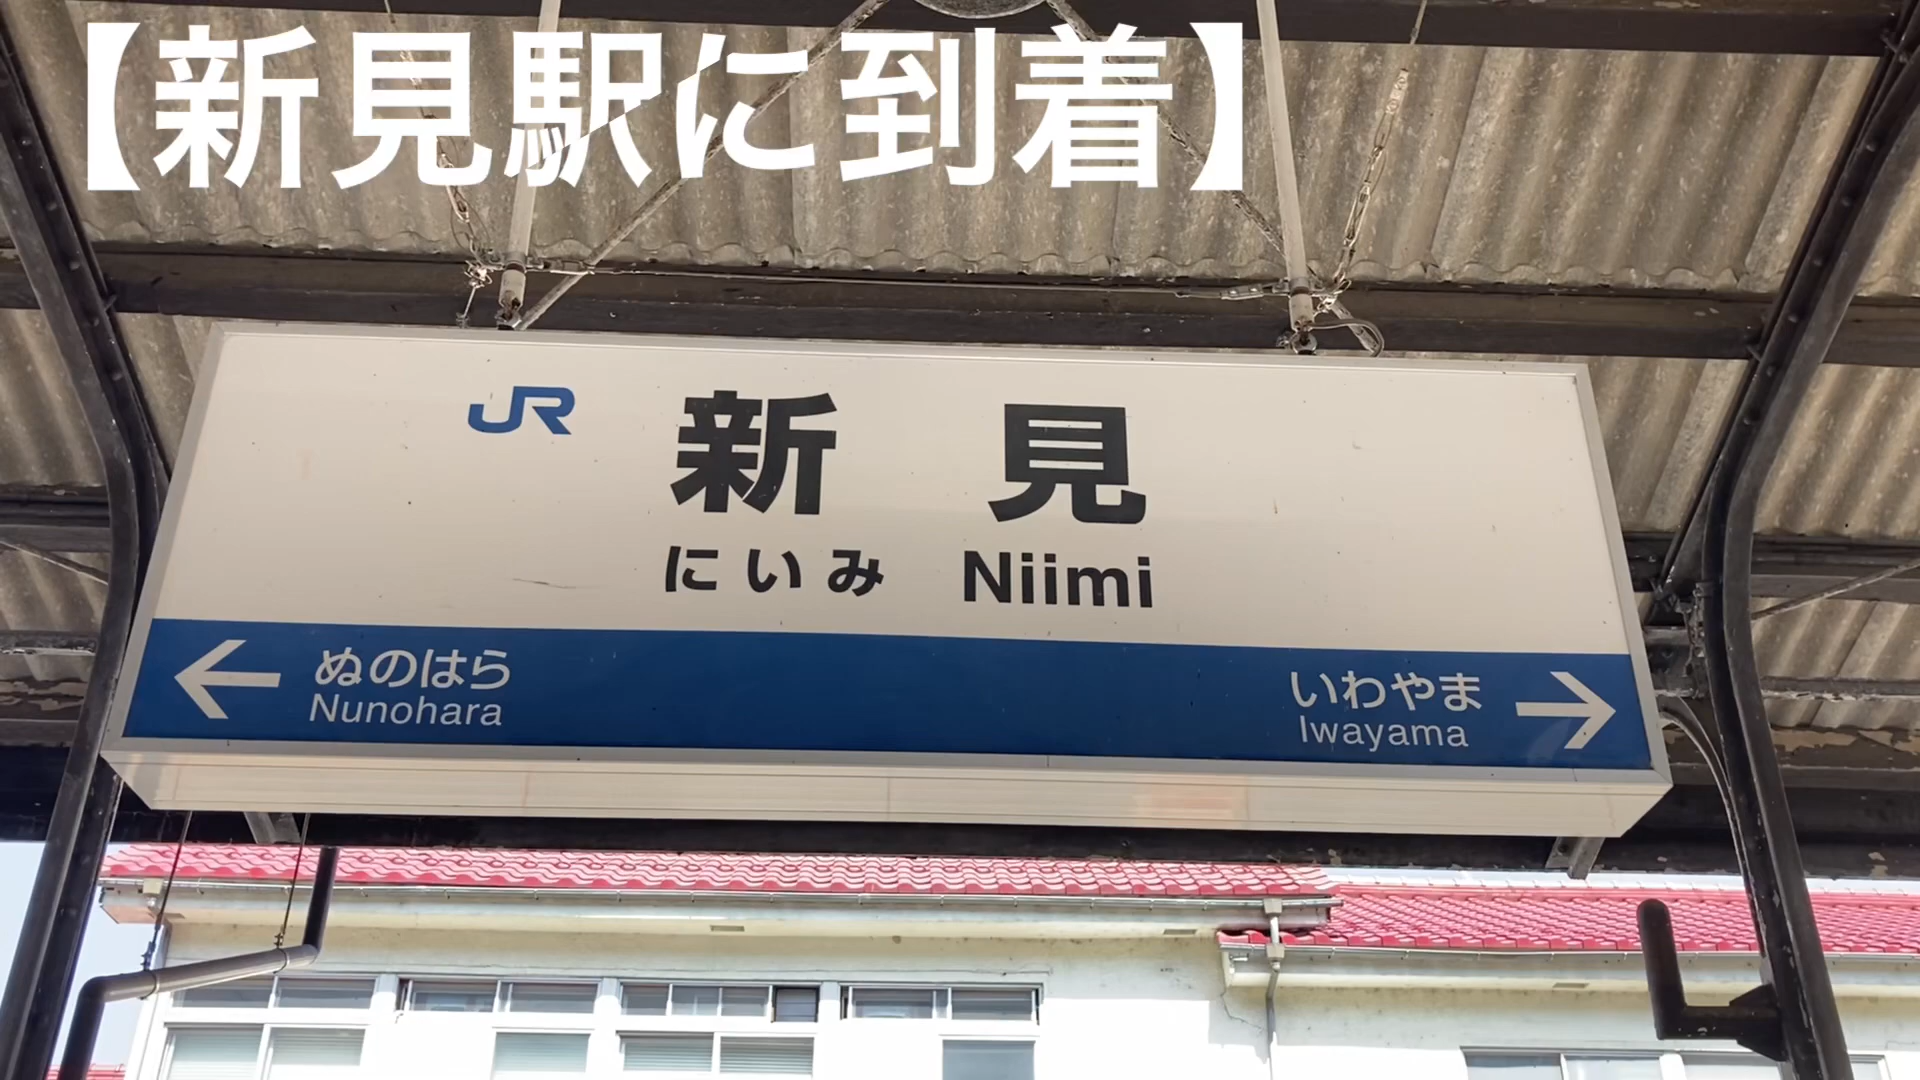 【新見駅に到着】
JR 新見
にいみ Niimi
← ぬのはら
Nunohara
いわやま →
Iwayama